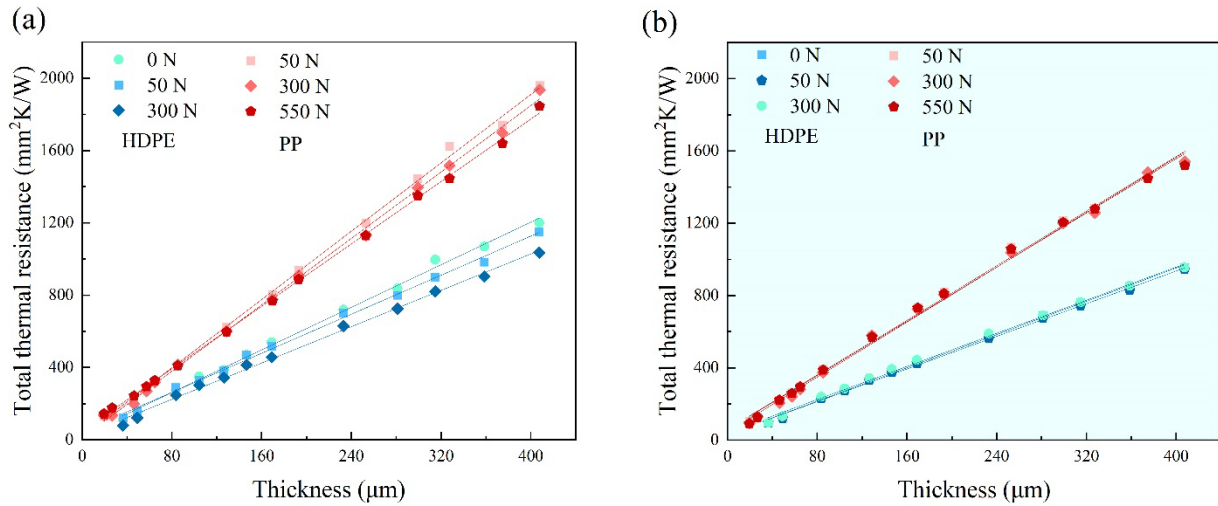 (a)
Total thermal resistance (mm²K/W)
2000
1600
1200
800
400
0
0 N
50 N
300 N
HDPE
50 N
300 N
550 N
PP
0 80 160 240 320 400
Thickness (μm)
(b)
Total thermal resistance (mm²K/W)
2000
1600
1200
800
400
0
0 N
50 N
300 N
HDPE
50 N
300 N
550 N
PP
0 80 160 240 320 400
Thickness (μm)